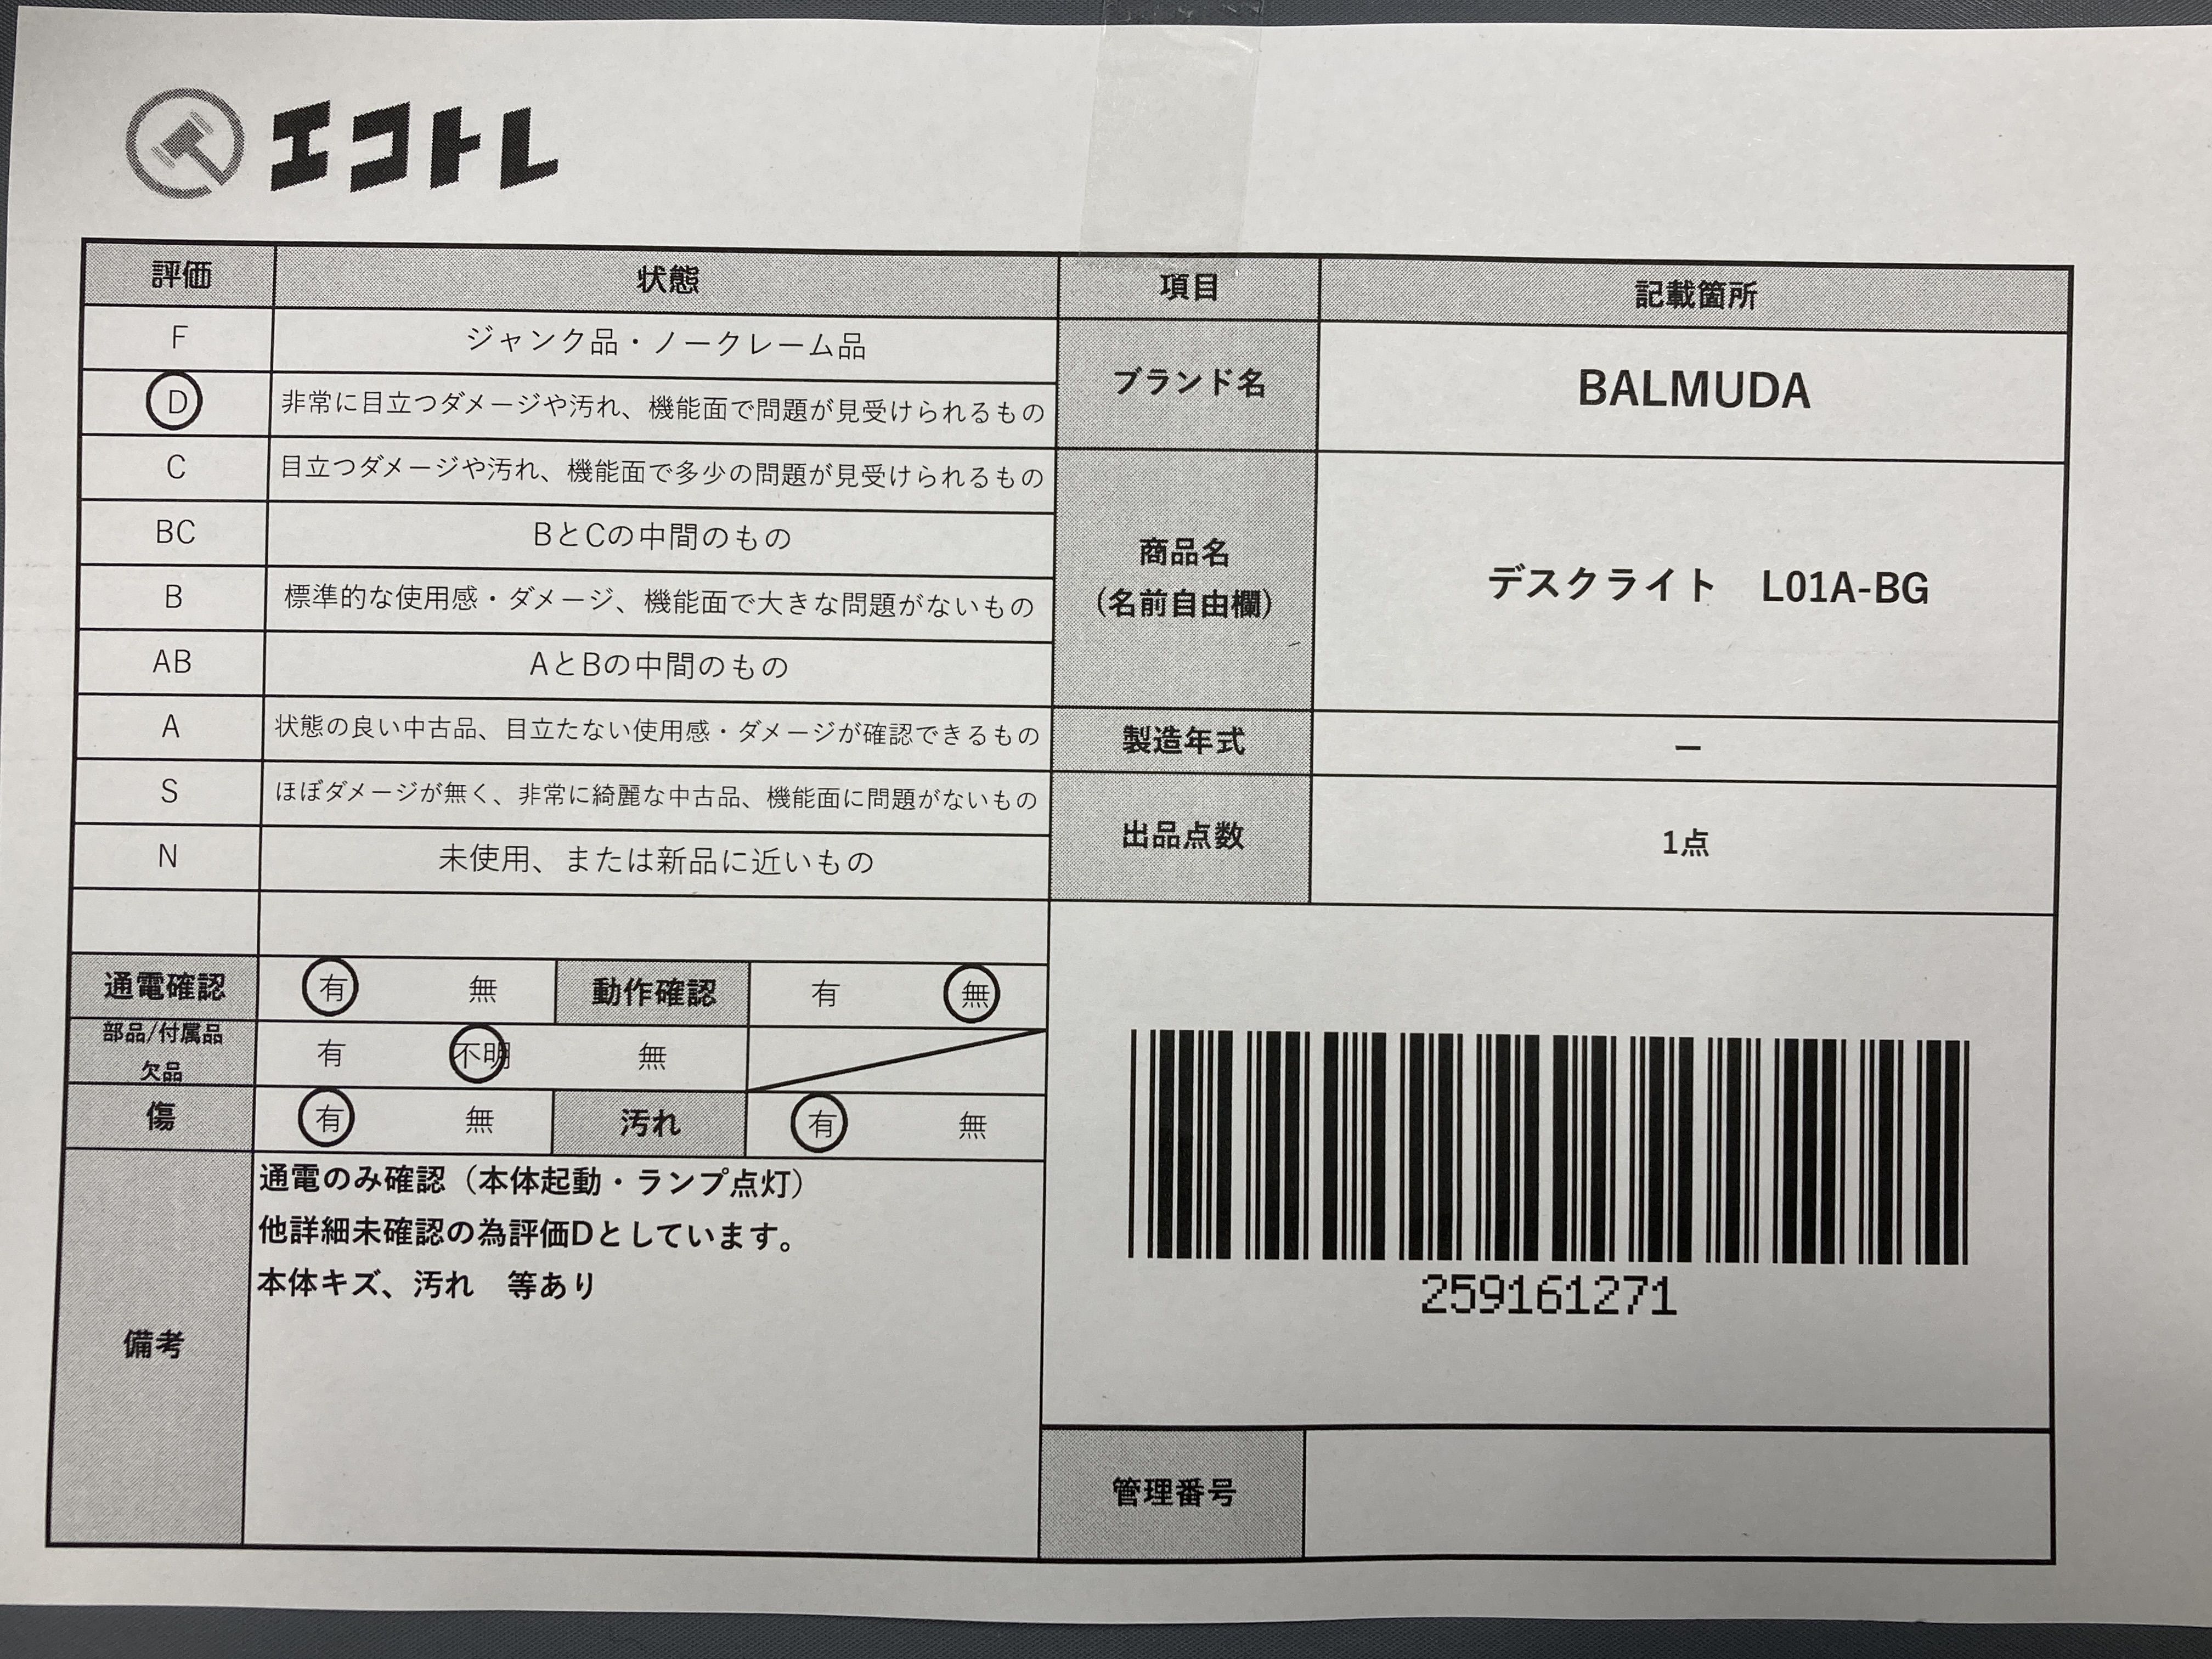 エコトレ
評価 状態 項目 記載箇所
F ジャンク品・ノークレーム品
D 非常に目立つダメージや汚れ、機能面で問題が見受けられるもの
ブランド名 BALMUDA
C 目立つダメージや汚れ、機能面で多少の問題が見受けられるもの
BC BとCの中間のもの
商品名
(名前自由欄)
デスクライト　L01A-BG
B 標準的な使用感・ダメージ、機能面で大きな問題がないもの
AB AとBの中間のもの
A 状態の良い中古品、目立たない使用感・ダメージが確認できるもの
製造年式 ー
S ほぼダメージが無く、非常に綺麗な中古品、機能面に問題がないもの
出品点数 1点
N 未使用、または新品に近いもの
通電確認 有 無 動作確認 有 無
部品/付属品
欠品
有 不明 無
傷 有 無 汚れ 有 無
備考
通電のみ確認（本体起動・ランプ点灯）
他詳細未確認の為評価Dとしています。
本体キズ、汚れ　等あり
259161271
管理番号